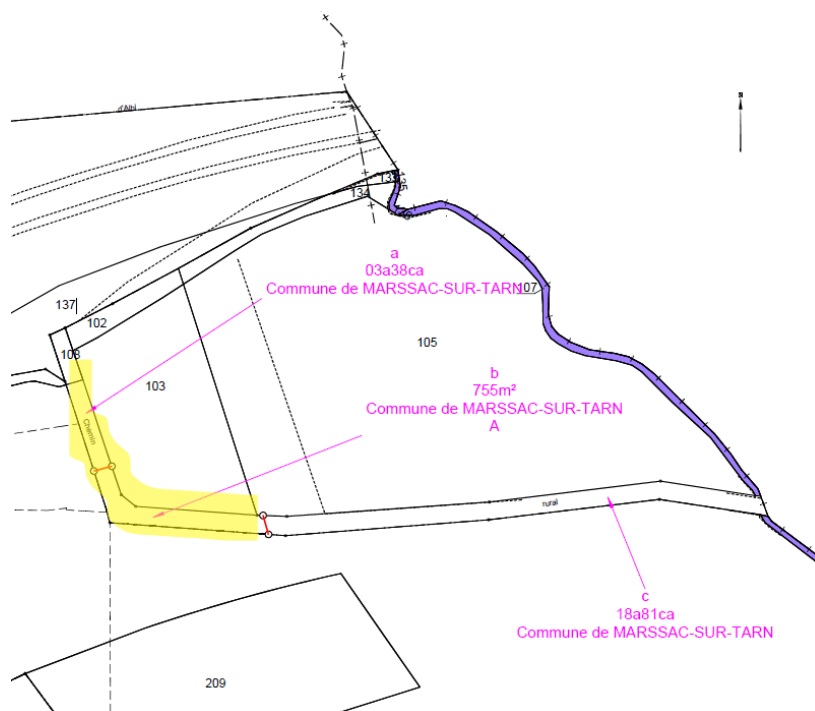 d'Albi
135
135
134
a
03a38ca
Commune de MARSSAC-SUR-TARN
107
137
102
108
105
103
b
755m²
Commune de MARSSAC-SUR-TARN
A
Chemin
rural
c
18a81ca
Commune de MARSSAC-SUR-TARN
209